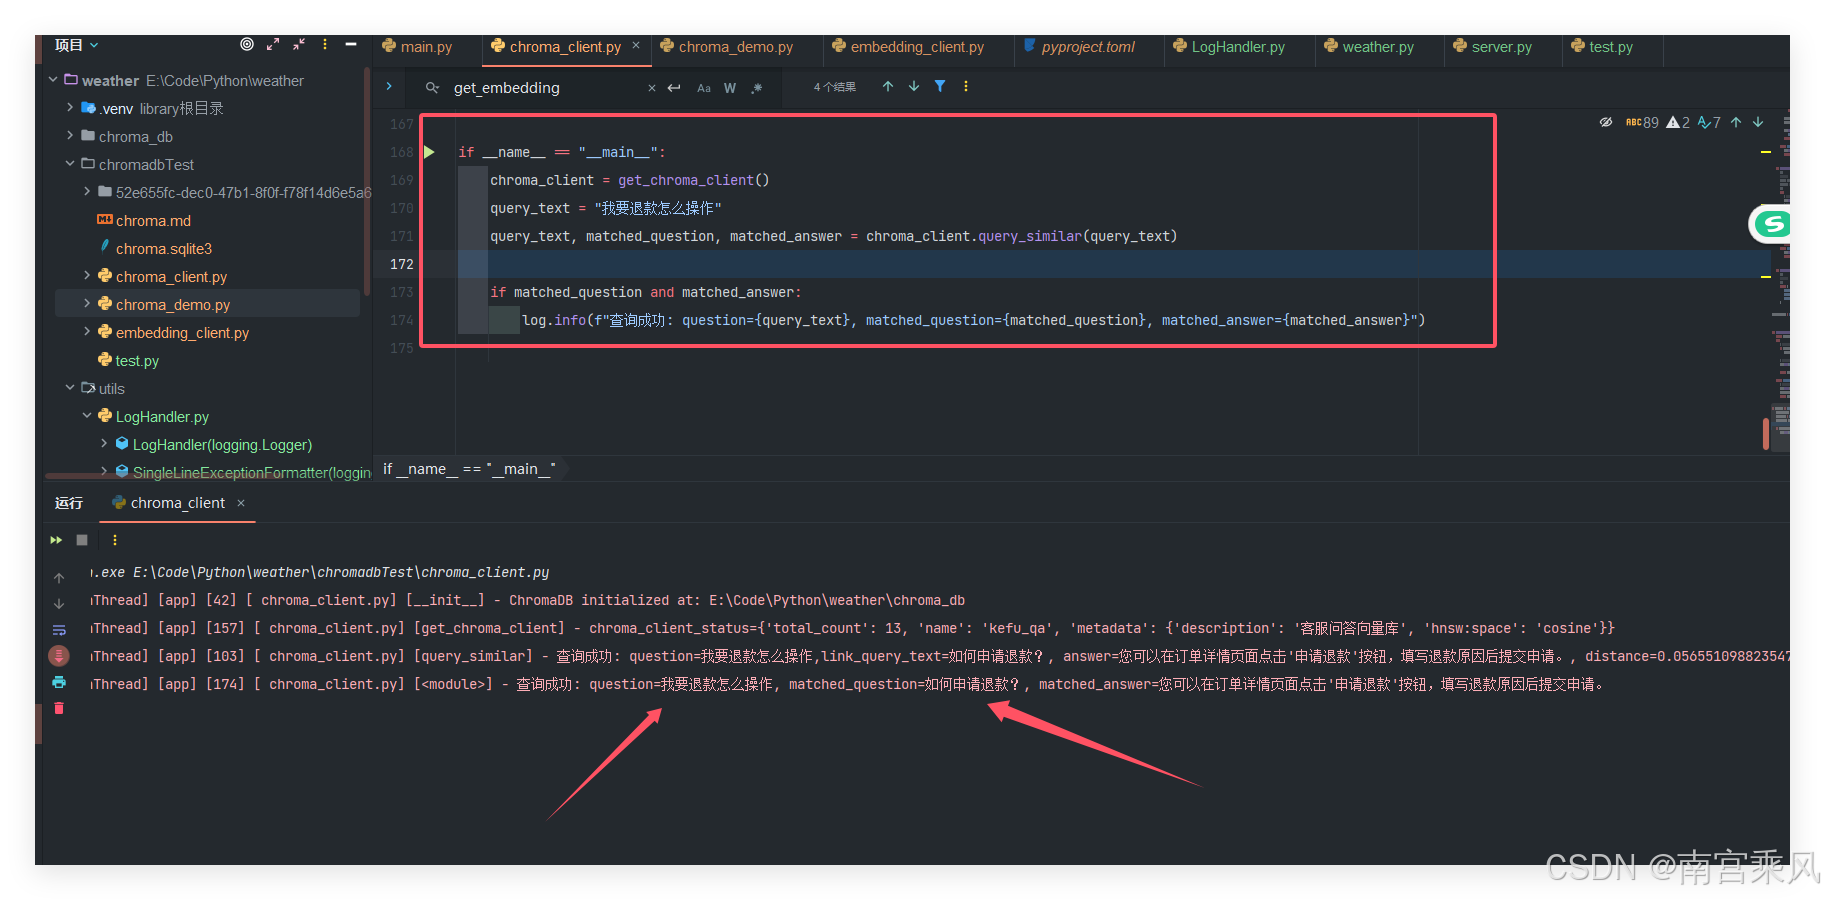 项目
main.py
chroma_client.py ×
chroma_demo.py
embedding_client.py
pyproject.toml
LogHandler.py
weather.py
server.py
test.py
weather E:\Code\Python\weather
.venv library根目录
chroma_db
chromadbTest
52e655fc-dec0-47b1-8f0f-f78f14d6e5a6
chroma.md
chroma.sqlite3
chroma_client.py
chroma_demo.py
embedding_client.py
test.py
utils
LogHandler.py
LogHandler(logging.Logger)
SingleLineExceptionFormatter(loggin
get_embedding × Aa W .* 4 个结果
ABC 89 2 7
167
168 if __name__ == "__main__":
169 chroma_client = get_chroma_client()
170 query_text = "我要退款怎么操作"
171 query_text, matched_question, matched_answer = chroma_client.query_similar(query_text)
172
173 if matched_question and matched_answer:
174 log.info(f"查询成功: question={query_text}, matched_question={matched_question}, matched_answer={matched_answer}")
175
if __name__ == "__main__"
运行 chroma_client ×
.exe E:\Code\Python\weather\chromadbTest\chroma_client.py
Thread] [app] [42] [ chroma_client.py] [__init__] - ChromaDB initialized at: E:\Code\Python\weather\chroma_db
Thread] [app] [157] [ chroma_client.py] [get_chroma_client] - chroma_client_status={'total_count': 13, 'name': 'kefu_qa', 'metadata': {'description': '客服问答向量库', 'hnsw:space': 'cosine'}}
Thread] [app] [103] [ chroma_client.py] [query_similar] - 查询成功: question=我要退款怎么操作,link_query_text=如何申请退款？, answer=您可以在订单详情页面点击'申请退款'按钮，填写退款原因后提交申请。, distance=0.056551098823547
Thread] [app] [174] [ chroma_client.py] [<module>] - 查询成功: question=我要退款怎么操作, matched_question=如何申请退款？, matched_answer=您可以在订单详情页面点击'申请退款'按钮，填写退款原因后提交申请。
CSDN @南宫乘风